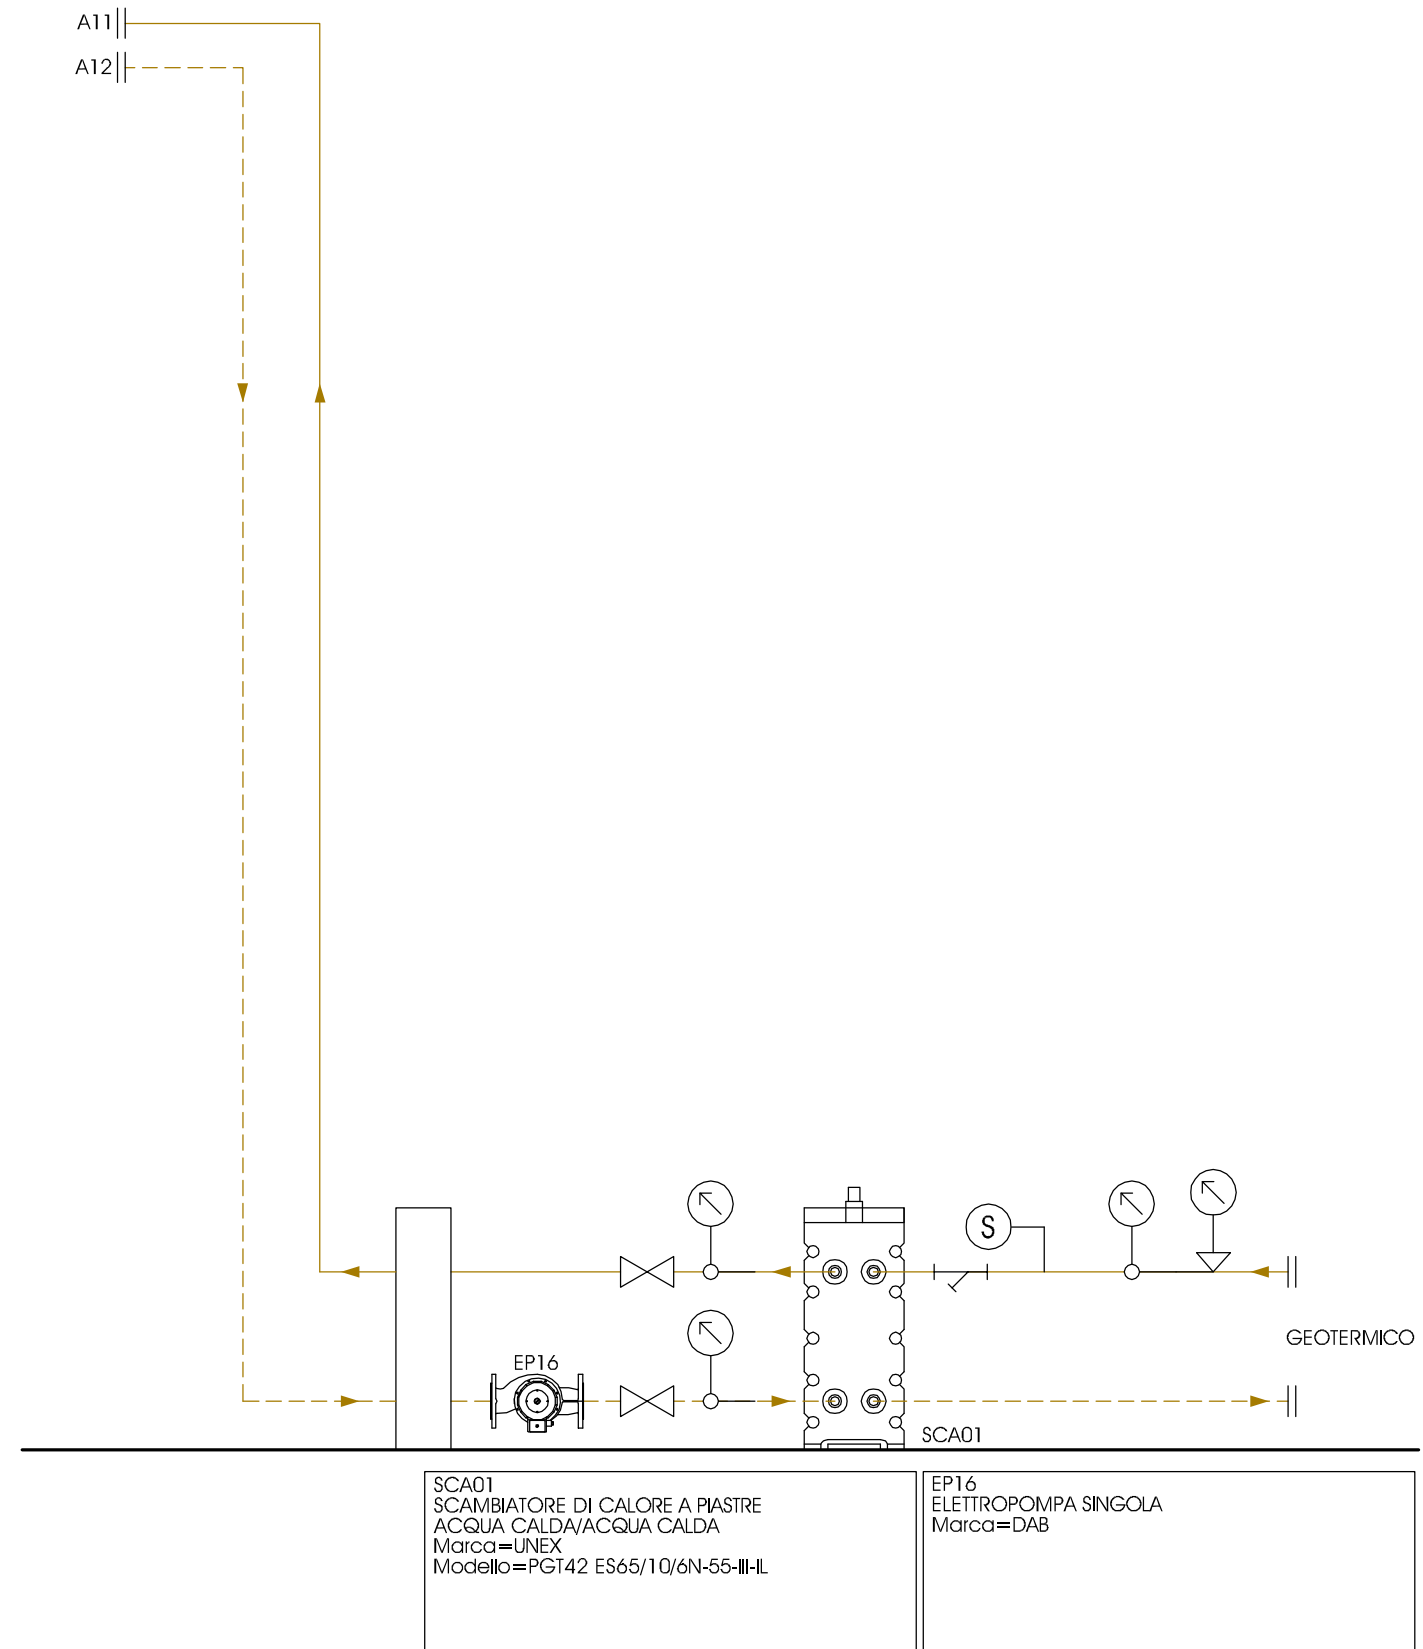 A11
A12
S
GEOTERMICO
EP16
SCA01
SCA01
SCAMBIATORE DI CALORE A PIASTRE
ACQUA CALDA/ACQUA CALDA
Marca=UNEX
Modello=PGT42 ES65/10/6N-55-III-IL
EP16
ELETTROPOMPA SINGOLA
Marca=DAB